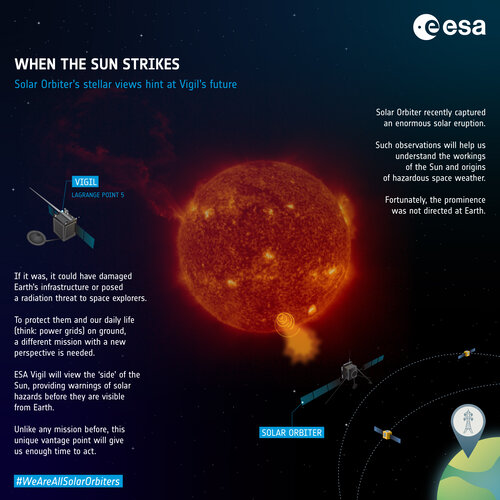 esa
WHEN THE SUN STRIKES
Solar Orbiter's stellar views hint at Vigil's future
Solar Orbiter recently captured
an enormous solar eruption.
Such observations will help us
understand the workings
of the Sun and origins
of hazardous space weather.
Fortunately, the prominence
was not directed at Earth.
VIGIL
LAGRANGE POINT 5
If it was, it could have damaged
Earth's infrastructure or posed
a radiation threat to space explorers.
To protect them and our daily life
(think: power grids) on ground,
a different mission with a new
perspective is needed.
ESA Vigil will view the 'side' of the
Sun, providing warnings of solar
hazards before they are visible
from Earth.
Unlike any mission before, this
unique vantage point will give
us enough time to act.
SOLAR ORBITER
#WeAreAllSolarOrbiters